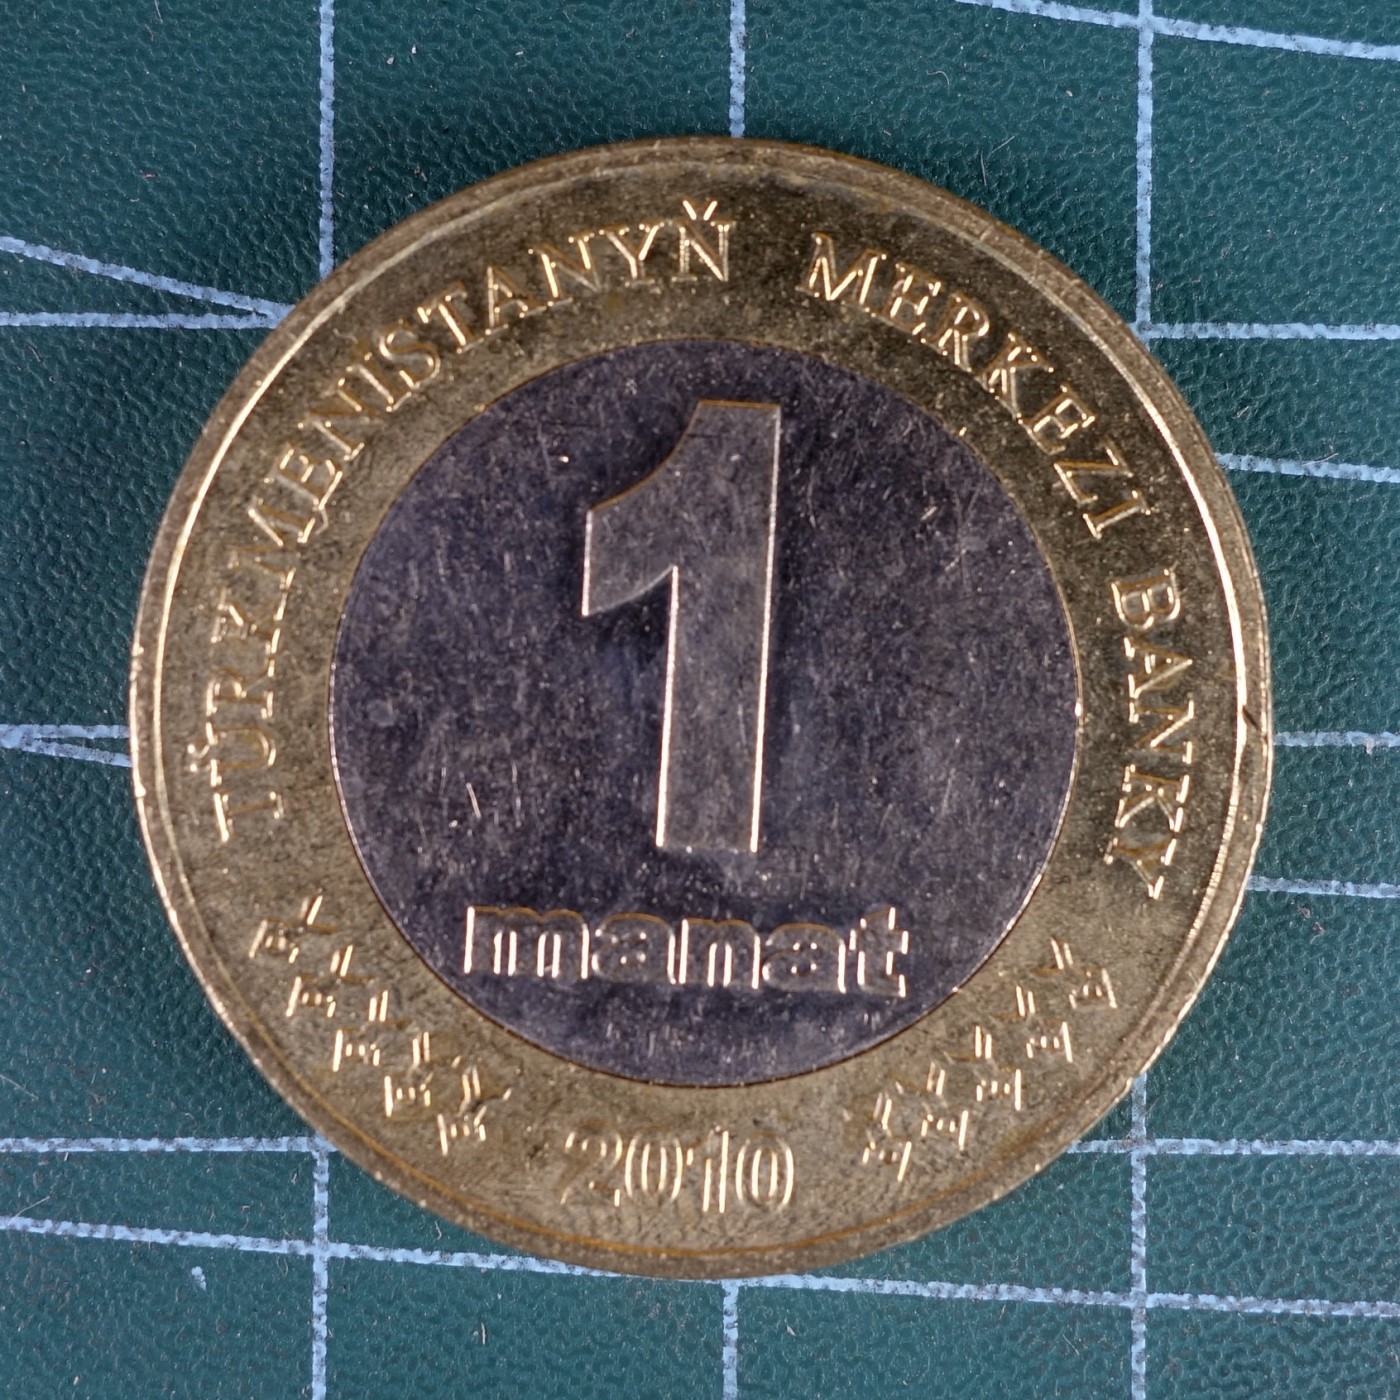 TÜRKMENISTANYŇ MERKEZI BANKY
1
manat
2010